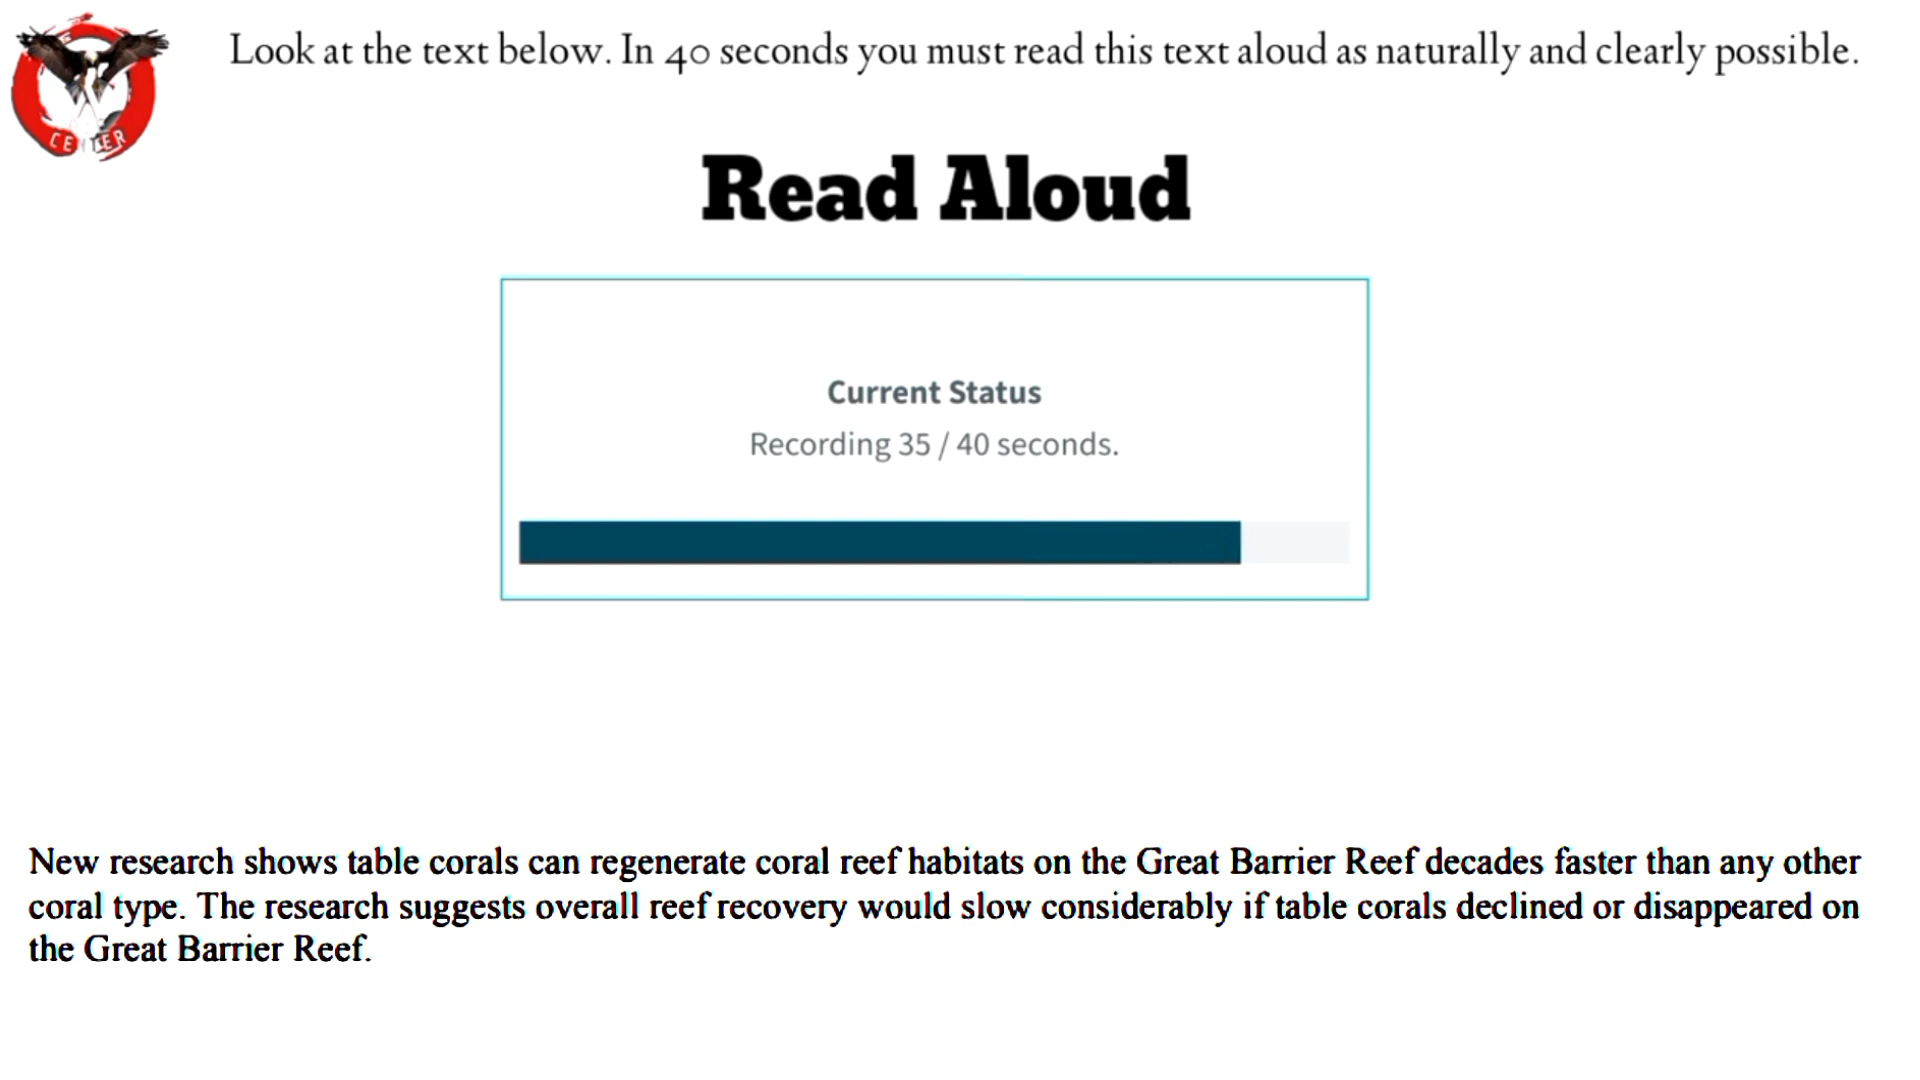 Look at the text below. In 40 seconds you must read this text aloud as naturally and clearly possible.
CENTER
Read Aloud
Current Status
Recording 35 / 40 seconds.
New research shows table corals can regenerate coral reef habitats on the Great Barrier Reef decades faster than any other
coral type. The research suggests overall reef recovery would slow considerably if table corals declined or disappeared on
the Great Barrier Reef.